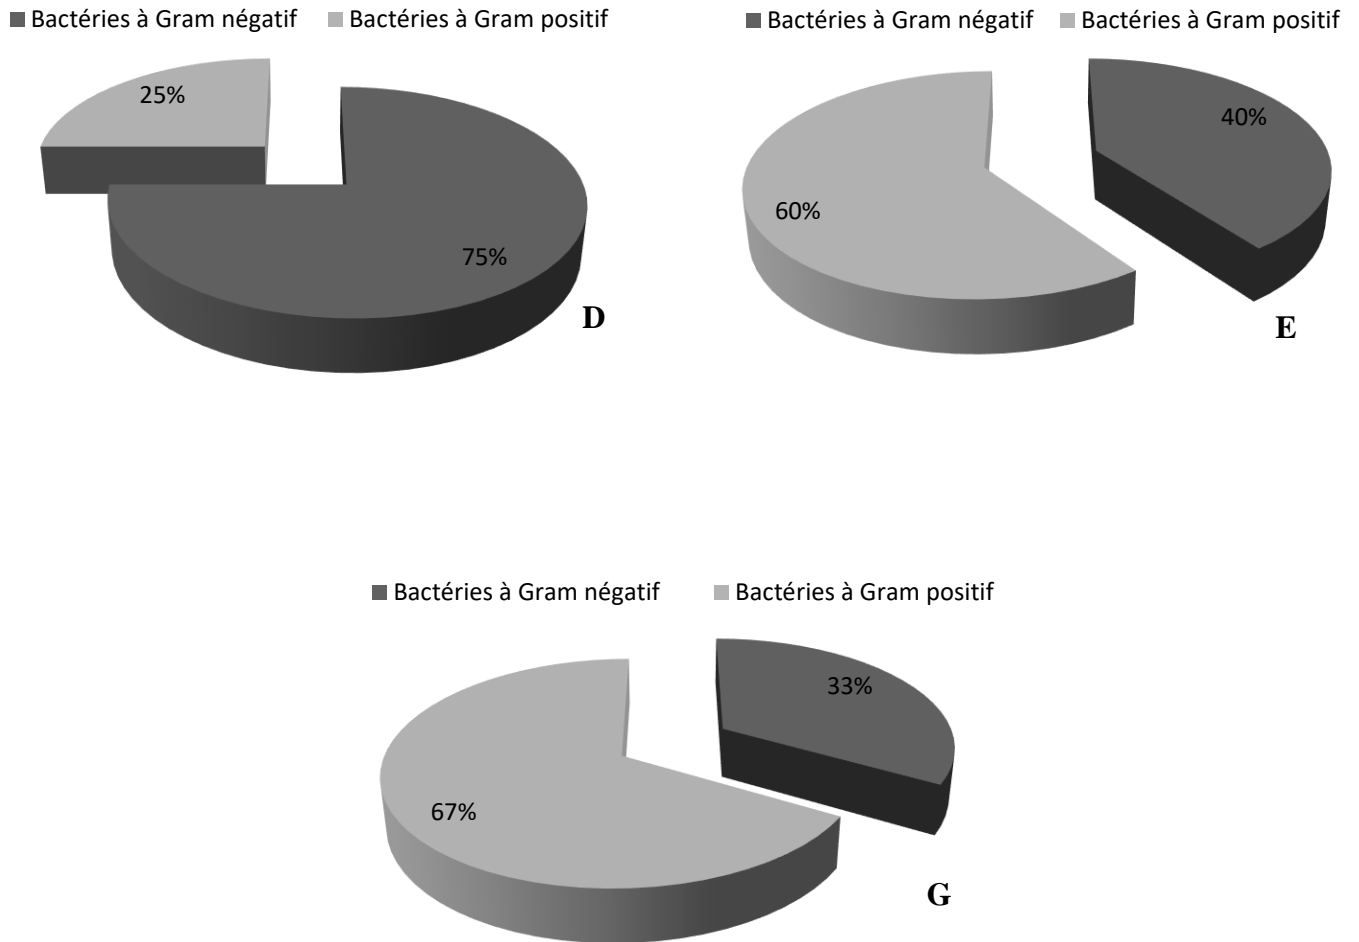 Bactéries à Gram négatif Bactéries à Gram positif
25%
75%
D
Bactéries à Gram négatif Bactéries à Gram positif
40%
60%
E
Bactéries à Gram négatif Bactéries à Gram positif
33%
67%
G